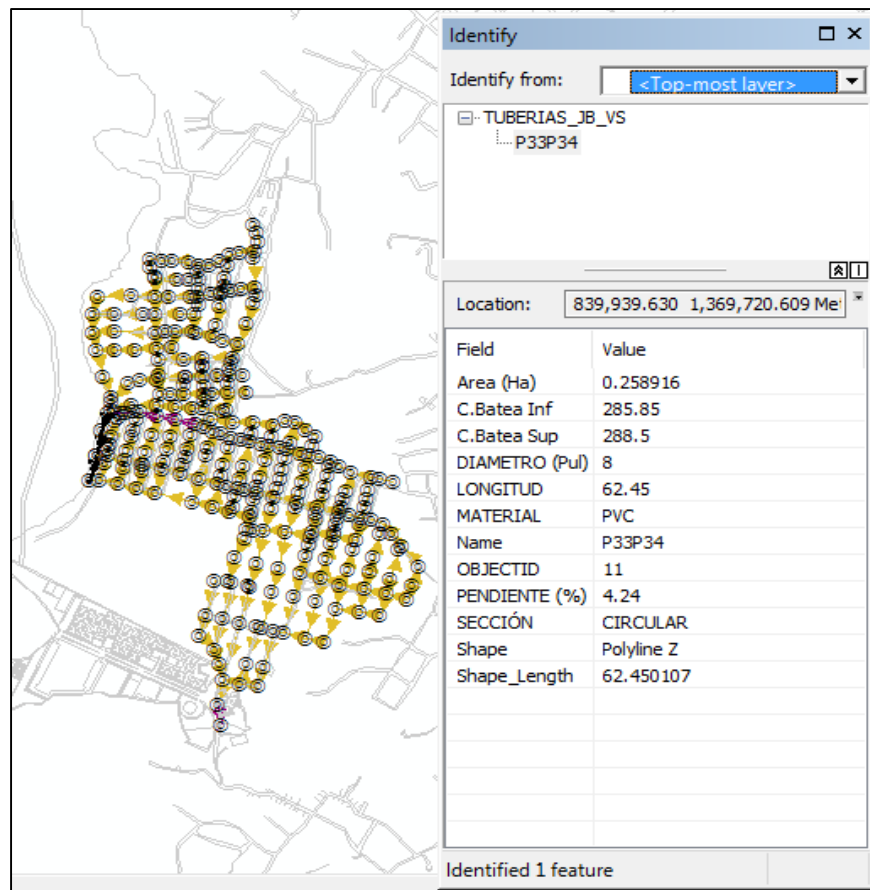 Identify
Identify from: <Top-most layer>
TUBERIAS_JB_VS
P33P34
Location: 839,939.630 1,369,720.609 Me
Field Value
Area (Ha) 0.258916
C.Batea Inf 285.85
C.Batea Sup 288.5
DIAMETRO (Pul) 8
LONGITUD 62.45
MATERIAL PVC
Name P33P34
OBJECTID 11
PENDIENTE (%) 4.24
SECCIÓN CIRCULAR
Shape Polyline Z
Shape_Length 62.450107
Identified 1 feature